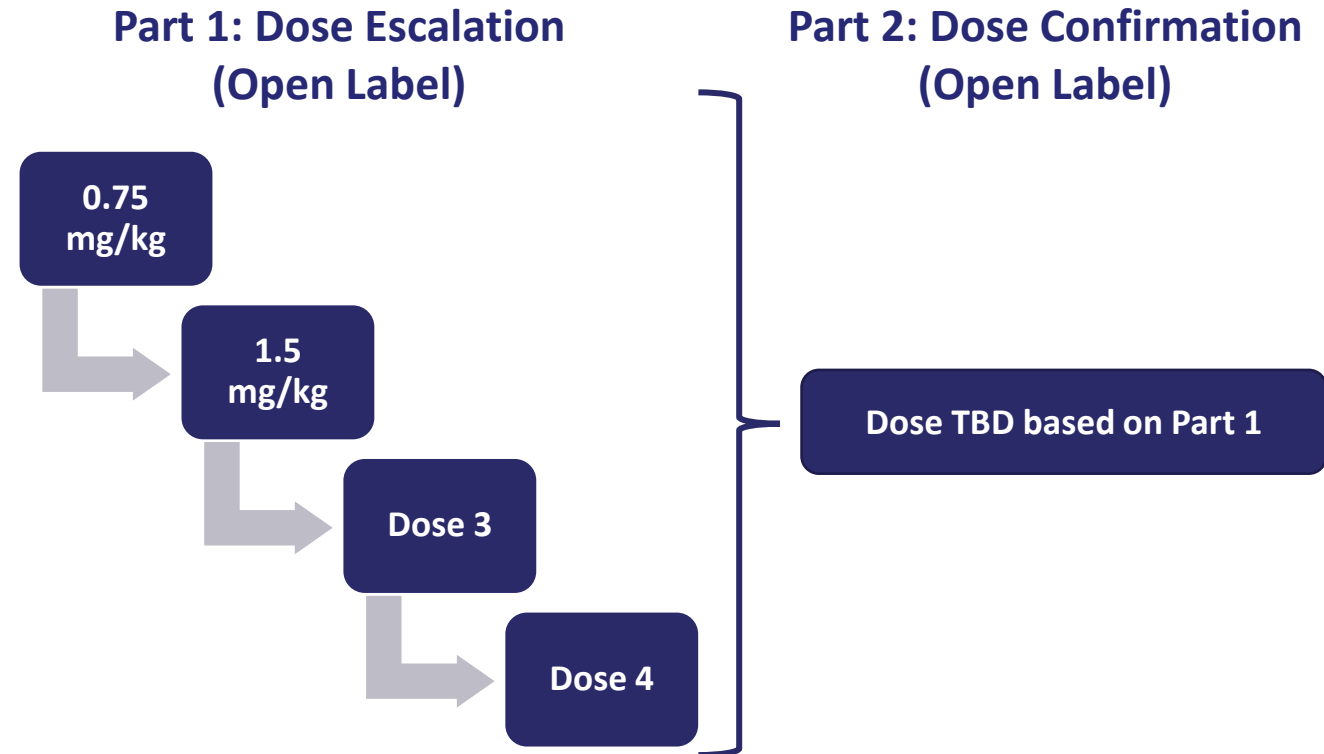 Part 1: Dose Escalation
(Open Label)
0.75
mg/kg
1.5
mg/kg
Dose 3
Dose 4
Part 2: Dose Confirmation
(Open Label)
Dose TBD based on Part 1